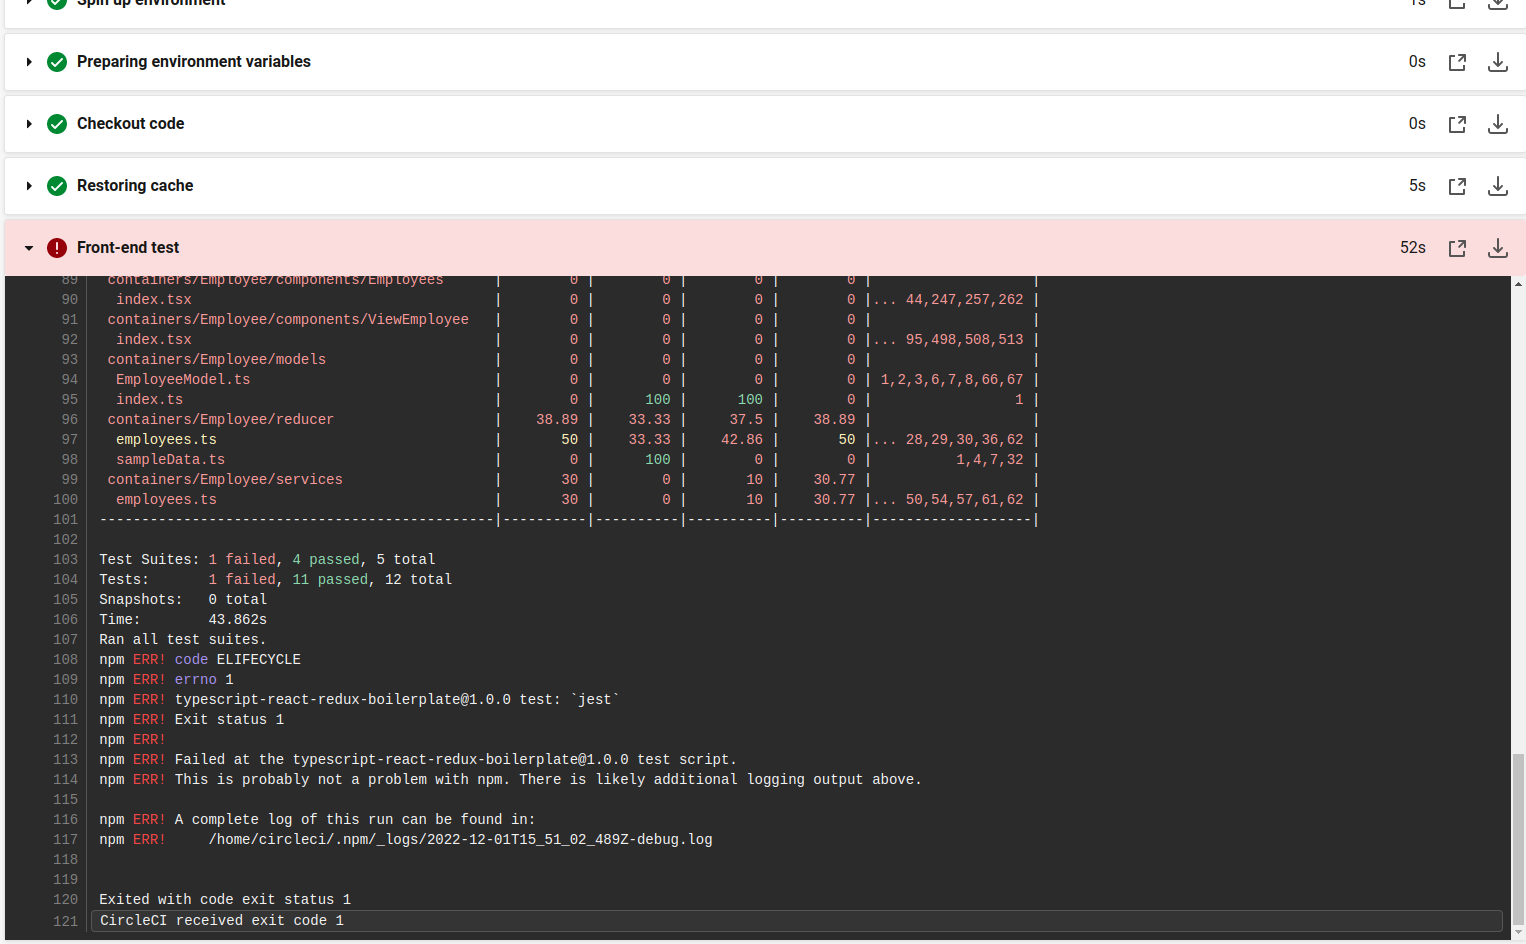 Spin up environment 1s
Preparing environment variables 0s
Checkout code 0s
Restoring cache 5s
Front-end test 52s
89 containers/Employee/components/Employees | 0 | 0 | 0 | 0 | |
90 index.tsx | 0 | 0 | 0 | 0 |... 44,247,257,262 |
91 containers/Employee/components/ViewEmployee | 0 | 0 | 0 | 0 | |
92 index.tsx | 0 | 0 | 0 | 0 |... 95,498,508,513 |
93 containers/Employee/models | 0 | 0 | 0 | 0 | |
94 EmployeeModel.ts | 0 | 0 | 0 | 0 | 1,2,3,6,7,8,66,67 |
95 index.ts | 0 | 100 | 100 | 0 | 1 |
96 containers/Employee/reducer | 38.89 | 33.33 | 37.5 | 38.89 | |
97 employees.ts | 50 | 33.33 | 42.86 | 50 |... 28,29,30,36,62 |
98 sampleData.ts | 0 | 100 | 0 | 0 | 1,4,7,32 |
99 containers/Employee/services | 30 | 0 | 10 | 30.77 | |
100 employees.ts | 30 | 0 | 10 | 30.77 |... 50,54,57,61,62 |
101 -----------------------------------------------|----------|----------|----------|----------|-------------------|
102
103 Test Suites: 1 failed, 4 passed, 5 total
104 Tests: 1 failed, 11 passed, 12 total
105 Snapshots: 0 total
106 Time: 43.862s
107 Ran all test suites.
108 npm ERR! code ELIFECYCLE
109 npm ERR! errno 1
110 npm ERR! typescript-react-redux-boilerplate@1.0.0 test: `jest`
111 npm ERR! Exit status 1
112 npm ERR!
113 npm ERR! Failed at the typescript-react-redux-boilerplate@1.0.0 test script.
114 npm ERR! This is probably not a problem with npm. There is likely additional logging output above.
115
116 npm ERR! A complete log of this run can be found in:
117 npm ERR! /home/circleci/.npm/_logs/2022-12-01T15_51_02_489Z-debug.log
118
119
120 Exited with code exit status 1
121 CircleCI received exit code 1